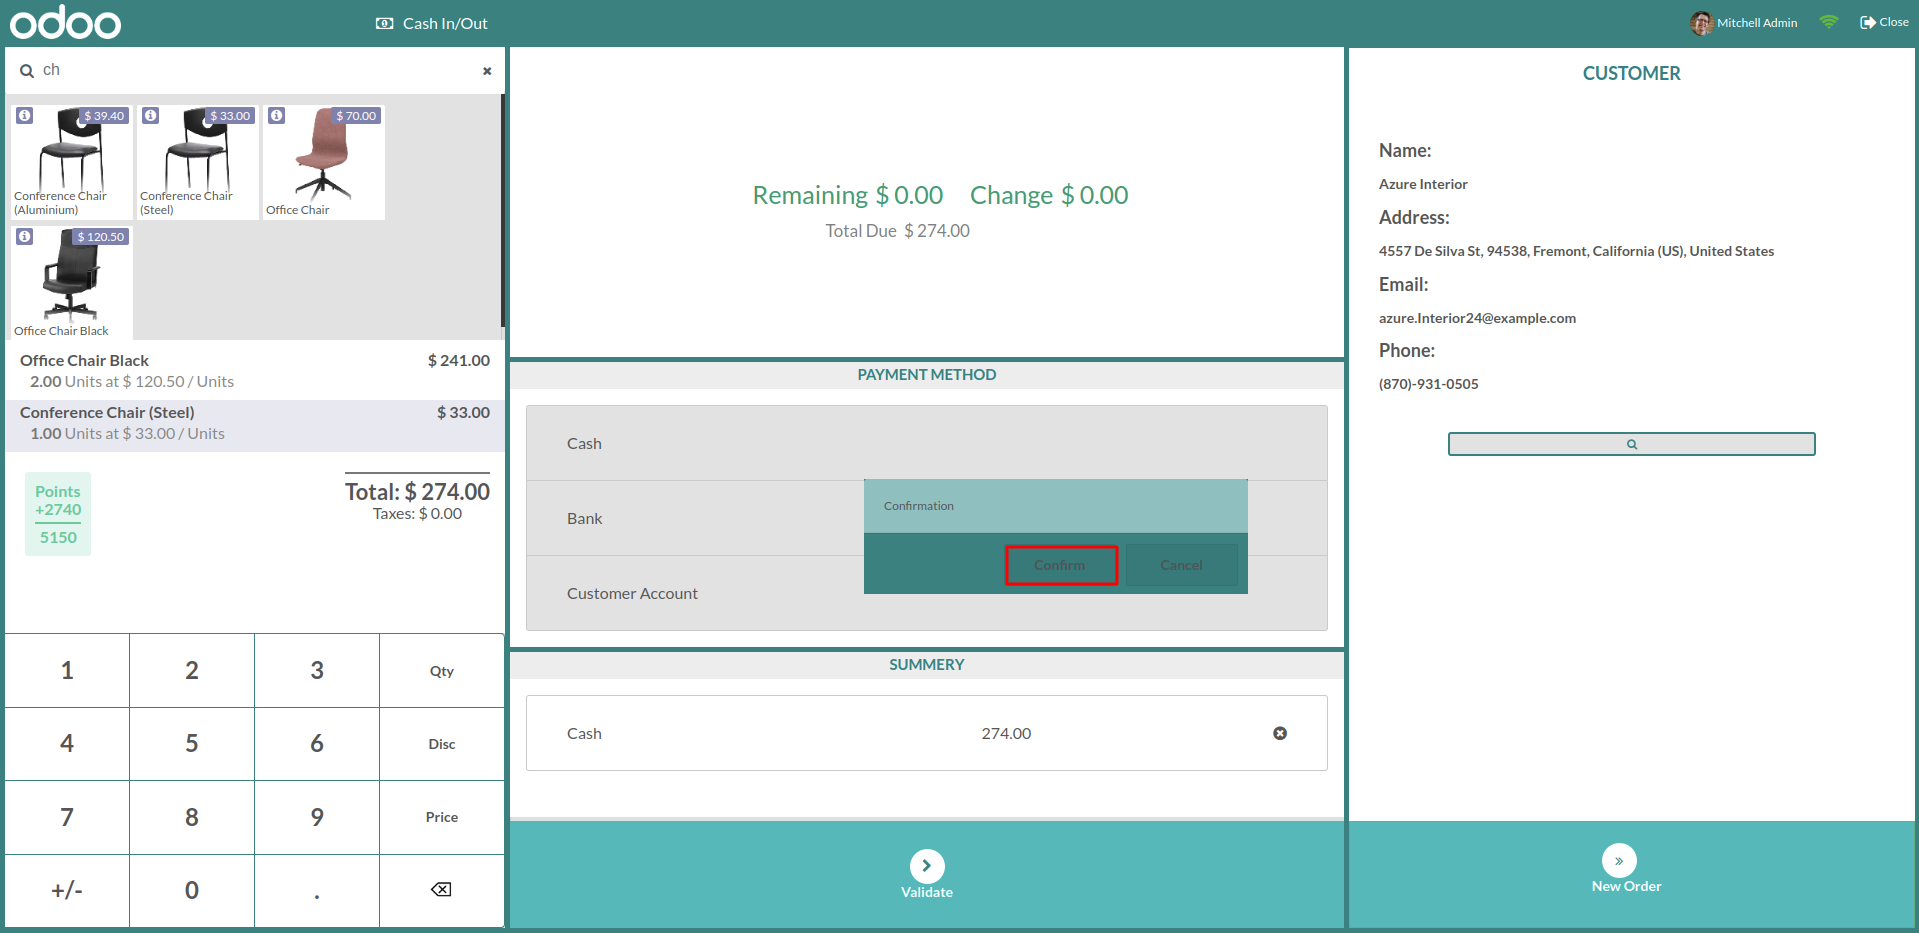 odoo
Cash In/Out
Mitchell Admin
Close
ch
$ 39.40
Conference Chair
(Aluminium)
$ 33.00
Conference Chair
(Steel)
$ 70.00
Office Chair
$ 120.50
Office Chair Black
Office Chair Black $ 241.00
2.00 Units at $ 120.50 / Units
Conference Chair (Steel) $ 33.00
1.00 Units at $ 33.00 / Units
Points
+2740
5150
Total: $ 274.00
Taxes: $ 0.00
1 2 3 Qty
4 5 6 Disc
7 8 9 Price
+/- 0 .
Remaining $ 0.00 Change $ 0.00
Total Due $ 274.00
PAYMENT METHOD
Cash
Bank
Customer Account
Confirmation
Confirm Cancel
SUMMERY
Cash 274.00
Validate
CUSTOMER
Name:
Azure Interior
Address:
4557 De Silva St, 94538, Fremont, California (US), United States
Email:
azure.Interior24@example.com
Phone:
(870)-931-0505
New Order